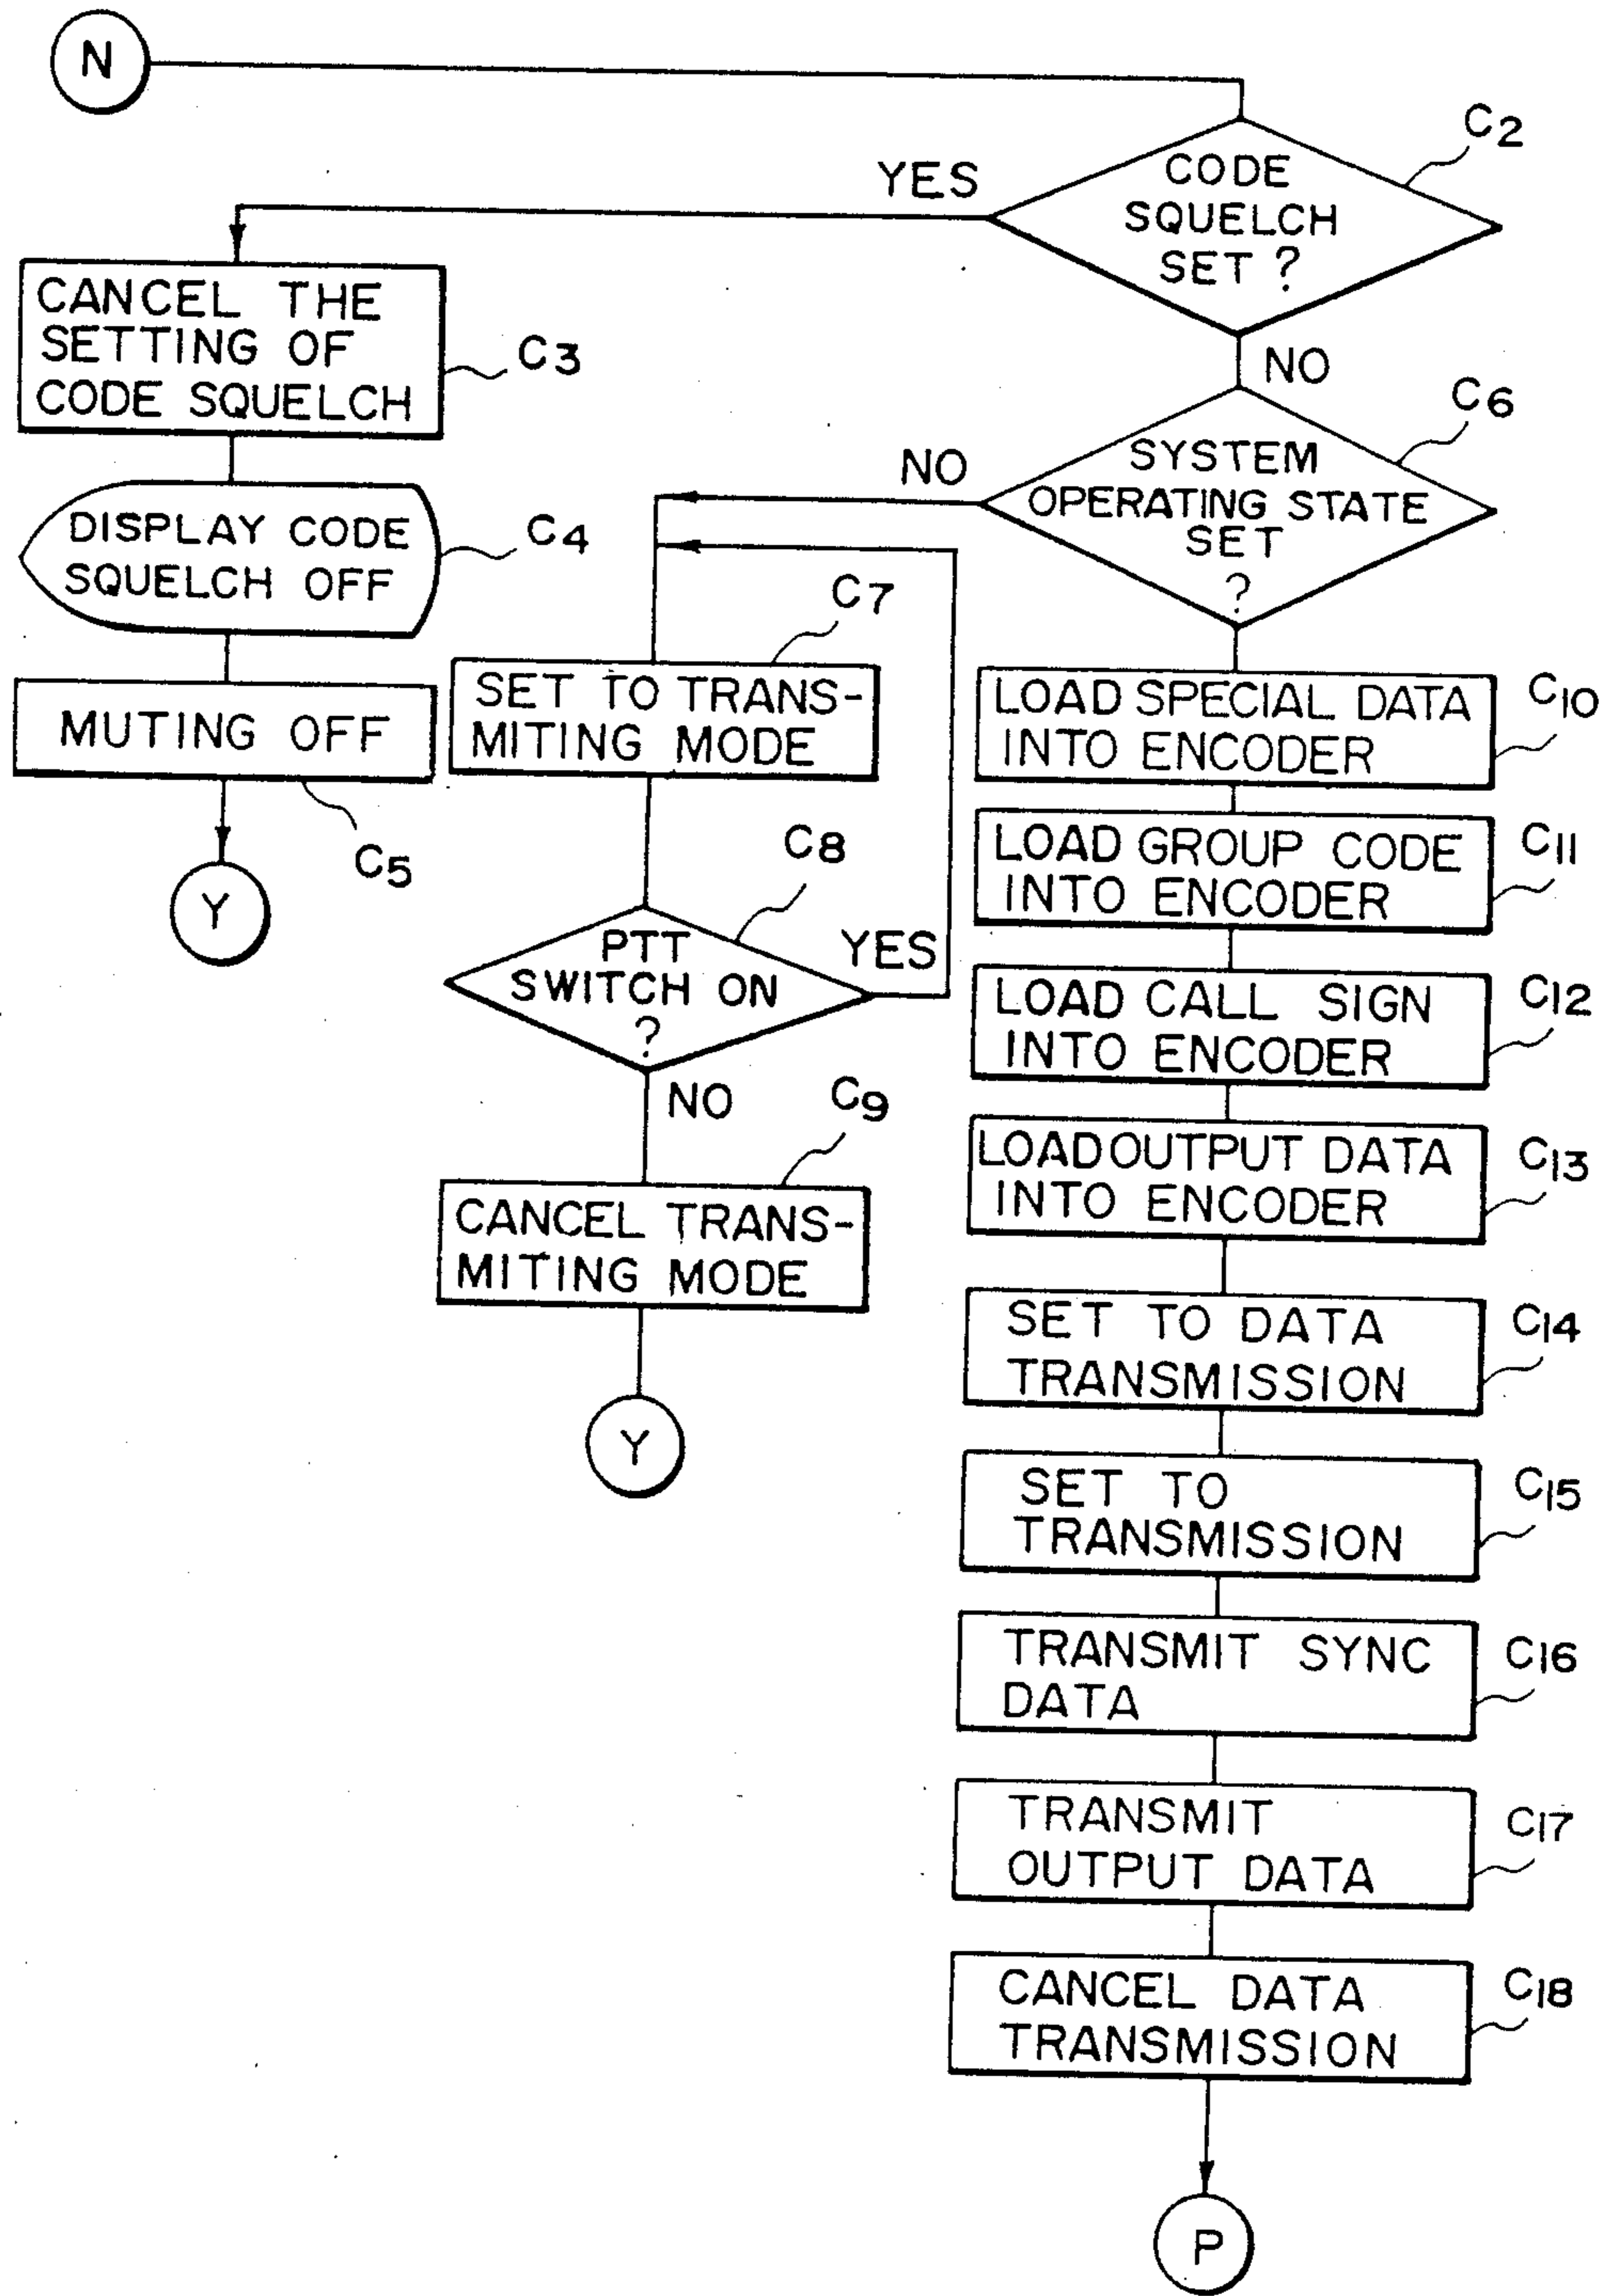 N
C2
CODE
SQUELCH
SET ?
YES
NO
CANCEL THE
SETTING OF
CODE SQUELCH
C3
DISPLAY CODE
SQUELCH OFF
C4
MUTING OFF
C5
Y
C6
SYSTEM
OPERATING STATE
SET
?
NO
C7
SET TO TRANS-
MITING MODE
C8
PTT
SWITCH ON
?
YES
NO
C9
CANCEL TRANS-
MITING MODE
Y
LOAD SPECIAL DATA
INTO ENCODER
C10
LOAD GROUP CODE
INTO ENCODER
C11
LOAD CALL SIGN
INTO ENCODER
C12
LOAD OUTPUT DATA
INTO ENCODER
C13
SET TO DATA
TRANSMISSION
C14
SET TO
TRANSMISSION
C15
TRANSMIT SYNC
DATA
C16
TRANSMIT
OUTPUT DATA
C17
CANCEL DATA
TRANSMISSION
C18
P